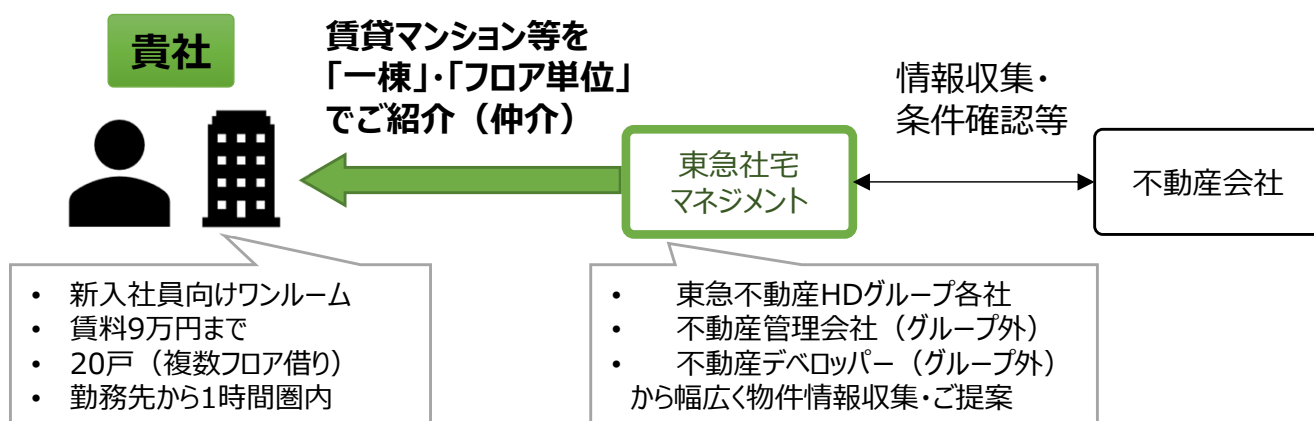 貴社
賃貸マンション等を
「一棟」・「フロア単位」
でご紹介（仲介）
東急社宅
マネジメント
情報収集・
条件確認等
不動産会社
• 新入社員向けワンルーム
• 賃料9万円まで
• 20戸（複数フロア借り）
• 勤務先から1時間圏内
• 東急不動産HDグループ各社
• 不動産管理会社（グループ外）
• 不動産デベロッパー（グループ外）
から幅広く物件情報収集・ご提案